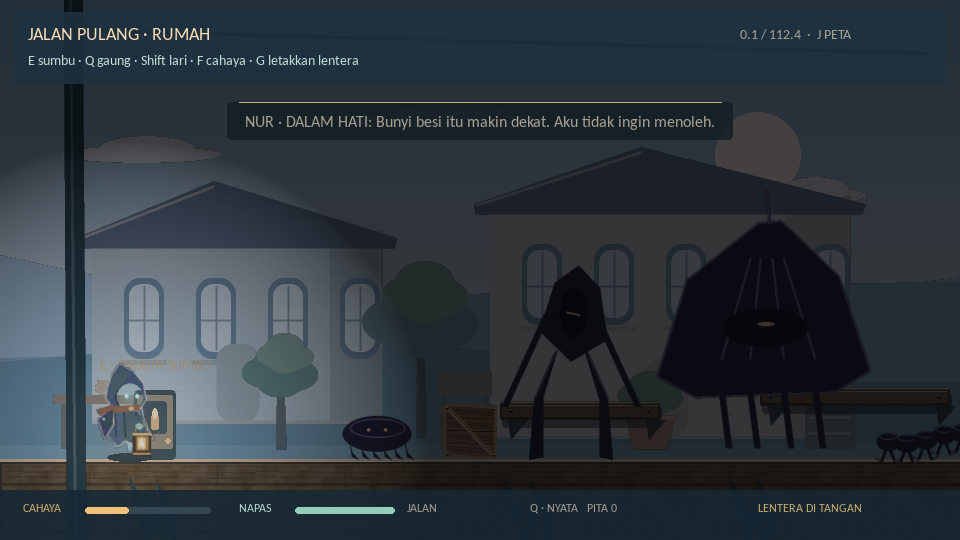 JALAN PULANG · RUMAH
0.1 / 112.4 · J PETA
E sumbu · Q gaung · Shift lari · F cahaya · G letakkan lentera
NUR · DALAM HATI: Bunyi besi itu makin dekat. Aku tidak ingin menoleh.
CAHAYA
NAPAS
JALAN
Q · NYATA PITA 0
LENTERA DI TANGAN